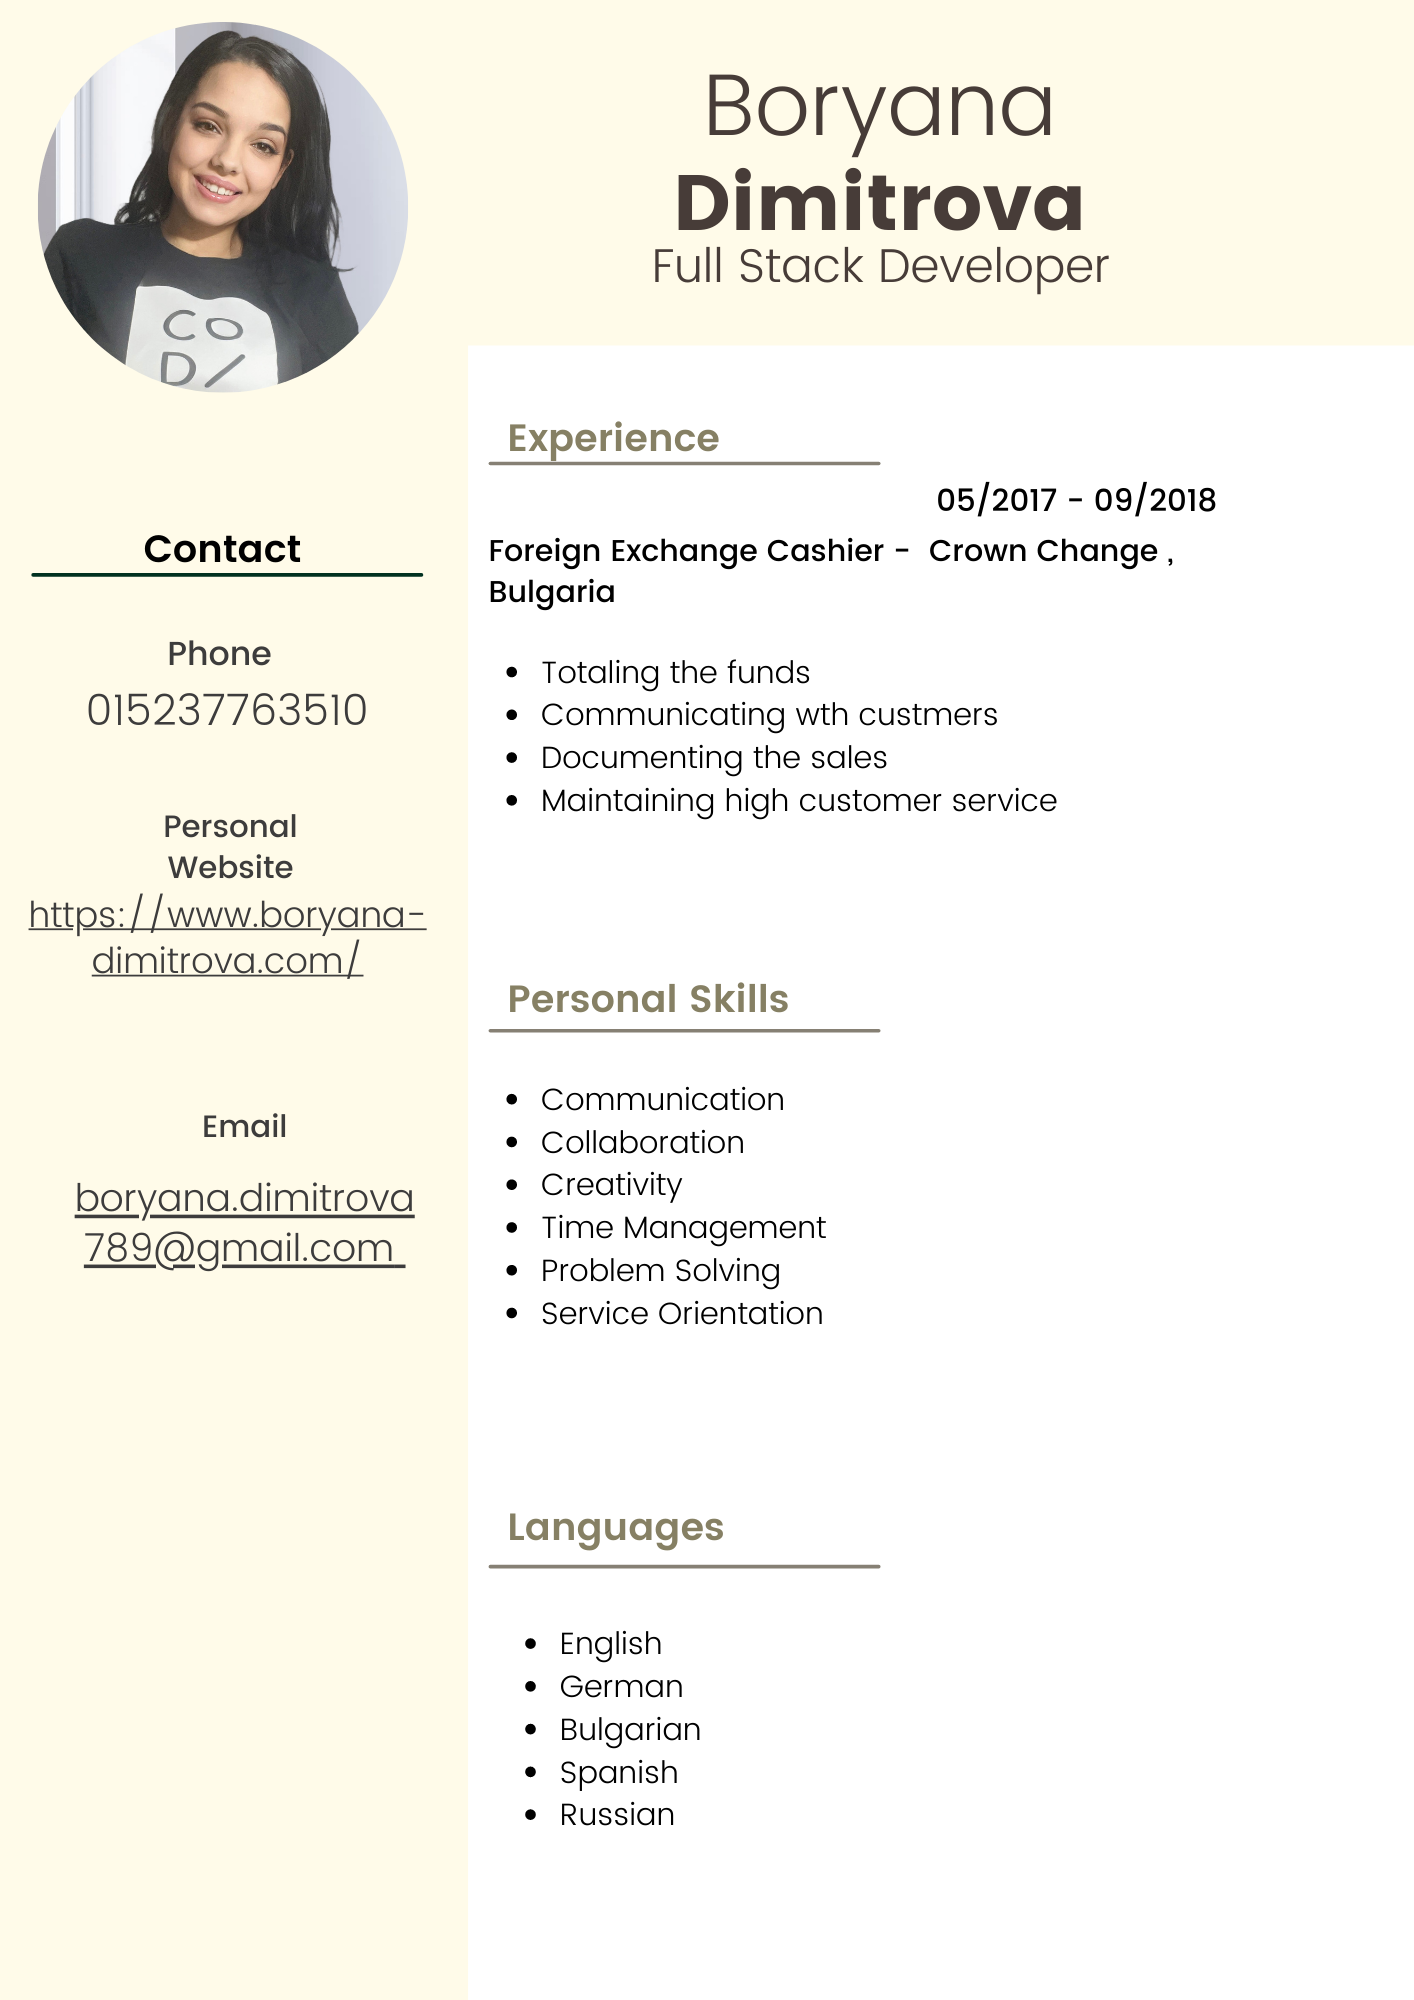 CO
D/
Boryana
Dimitrova
Full Stack Developer
Contact
Phone
015237763510
Personal
Website
https://www.boryana-
dimitrova.com/
Email
boryana.dimitrova
789@gmail.com
Experience
05/2017 - 09/2018
Foreign Exchange Cashier - Crown Change ,
Bulgaria
• Totaling the funds
• Communicating wth custmers
• Documenting the sales
• Maintaining high customer service
Personal Skills
• Communication
• Collaboration
• Creativity
• Time Management
• Problem Solving
• Service Orientation
Languages
• English
• German
• Bulgarian
• Spanish
• Russian